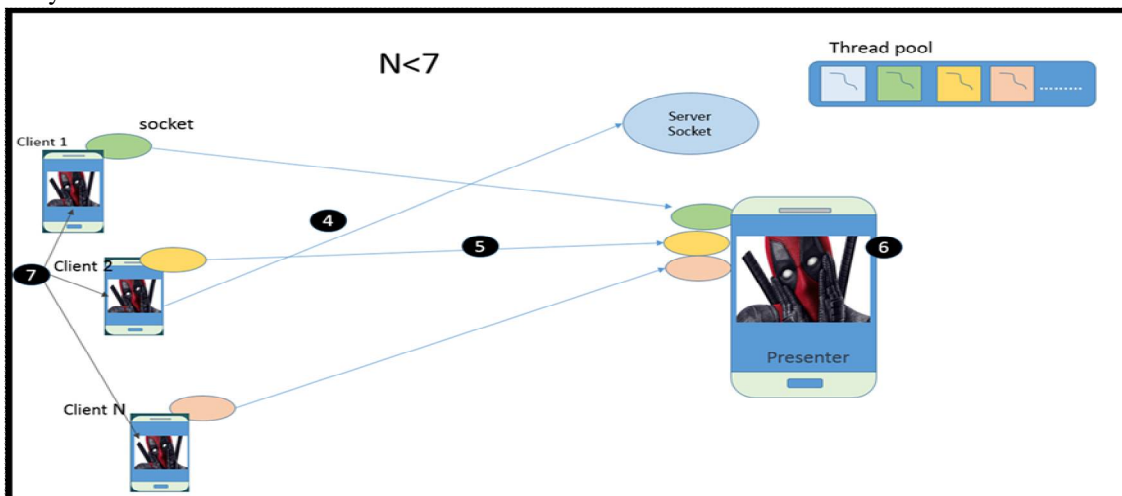 N<7
Thread pool
.........
Server
Socket
socket
Client 1
4
5
6
Client 2
7
Presenter
Client N